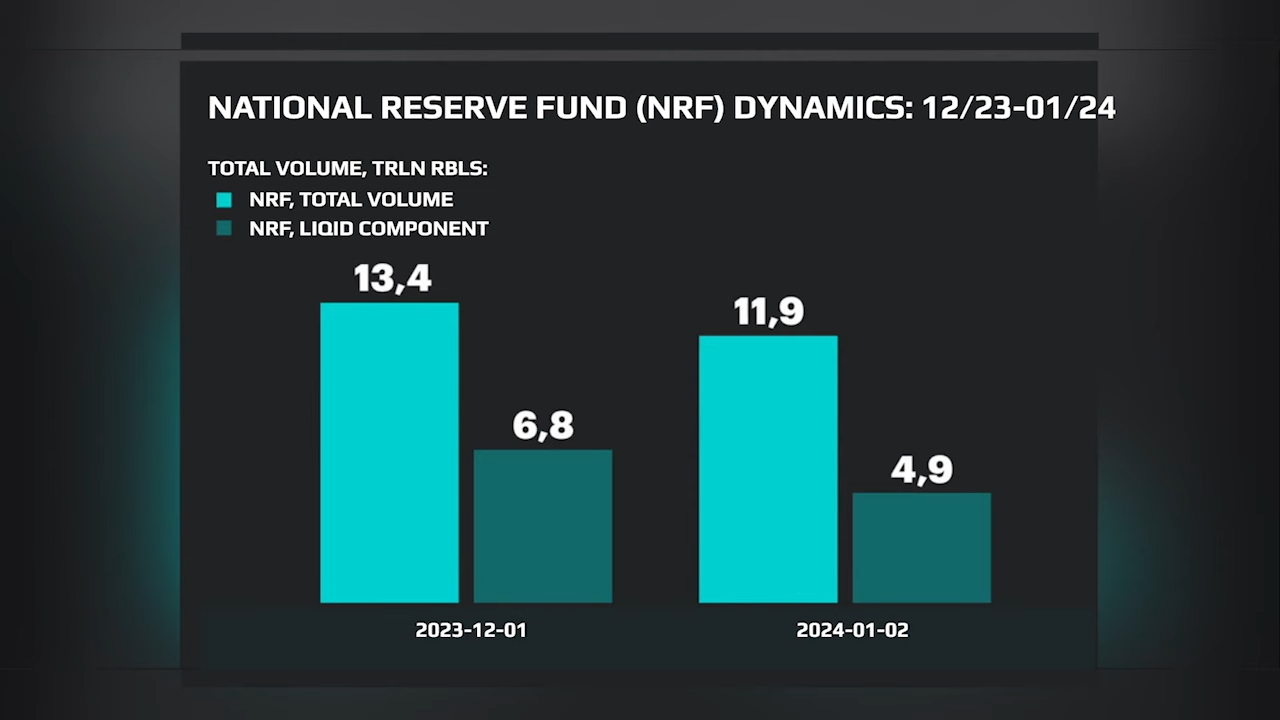 NATIONAL RESERVE FUND (NRF) DYNAMICS: 12/23-01/24
TOTAL VOLUME, TRLN RBLS:
NRF, TOTAL VOLUME
NRF, LIQID COMPONENT
13,4
11,9
6,8
4,9
2023-12-01
2024-01-02